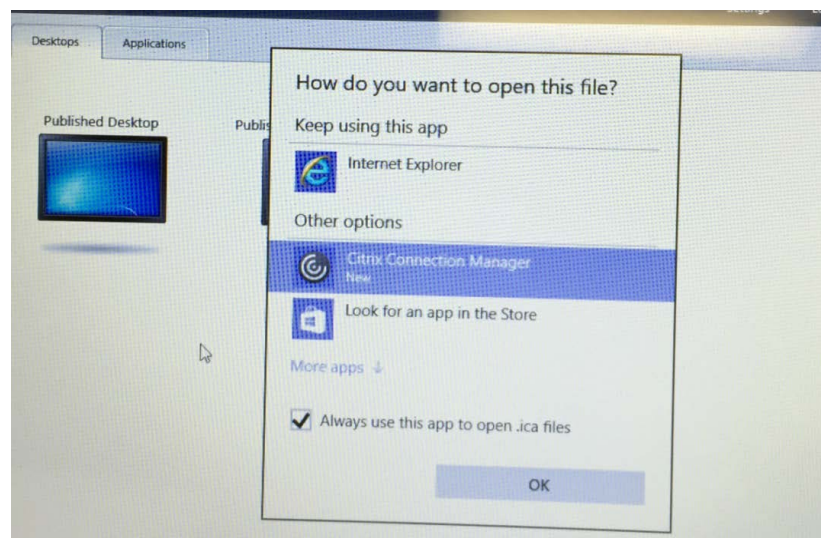 Desktops
Applications
How do you want to open this file?
Published Desktop
Keep using this app
Internet Explorer
Other options
Citrix Connection Manager
New
Look for an app in the Store
More apps
Always use this app to open .ica files
OK